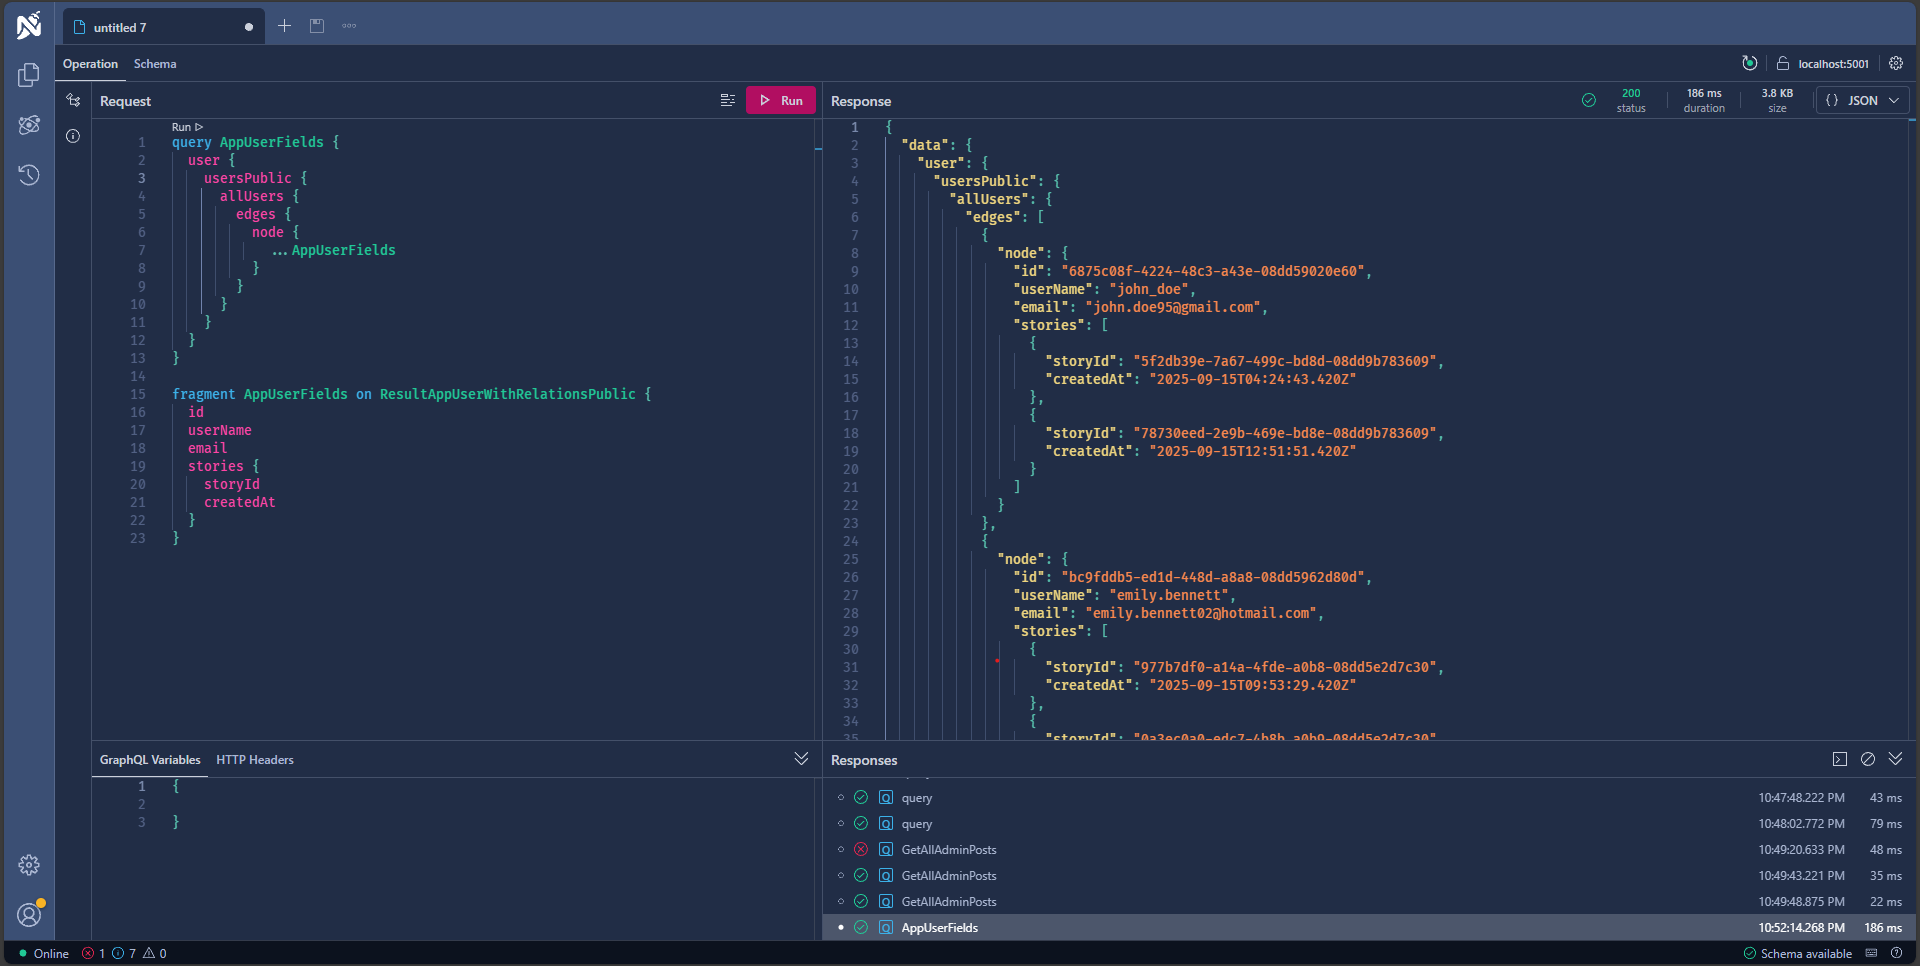 untitled 7
Operation Schema
localhost:5001
Request
Run
Response
200 status
186 ms duration
3.8 KB size
{} JSON
Run
1 query AppUserFields {
2 user {
3 usersPublic {
4 allUsers {
5 edges {
6 node {
7 ...AppUserFields
8 }
9 }
10 }
11 }
12 }
13 }
14
15 fragment AppUserFields on ResultAppUserWithRelationsPublic {
16 id
17 userName
18 email
19 stories {
20 storyId
21 createdAt
22 }
23 }
1 {
2 "data": {
3 "user": {
4 "usersPublic": {
5 "allUsers": {
6 "edges": [
7 {
8 "node": {
9 "id": "6875c08f-4224-48c3-a43e-08dd59020e60",
10 "userName": "john_doe",
11 "email": "john.doe95@gmail.com",
12 "stories": [
13 {
14 "storyId": "5f2db39e-7a67-499c-bd8d-08dd9b783609",
15 "createdAt": "2025-09-15T04:24:43.420Z"
16 },
17 {
18 "storyId": "78730eed-2e9b-469e-bd8e-08dd9b783609",
19 "createdAt": "2025-09-15T12:51:51.420Z"
20 }
21 ]
22 }
23 },
24 {
25 "node": {
26 "id": "bc9fddb5-ed1d-448d-a8a8-08dd5962d80d",
27 "userName": "emily.bennett",
28 "email": "emily.bennett02@hotmail.com",
29 "stories": [
30 {
31 "storyId": "977b7df0-a14a-4fde-a0b8-08dd5e2d7c30",
32 "createdAt": "2025-09-15T09:53:29.420Z"
33 },
34 {
35 "storyId": "0a3ec0a0-edc7-4b8b-a0b9-08dd5e2d7c30"
GraphQL Variables HTTP Headers
1 {
2
3 }
Responses
Q query 10:47:48.222 PM 43 ms
Q query 10:48:02.772 PM 79 ms
Q GetAllAdminPosts 10:49:20.633 PM 48 ms
Q GetAllAdminPosts 10:49:43.221 PM 35 ms
Q GetAllAdminPosts 10:49:48.875 PM 22 ms
Q AppUserFields 10:52:14.268 PM 186 ms
Online 1 7 0
Schema available